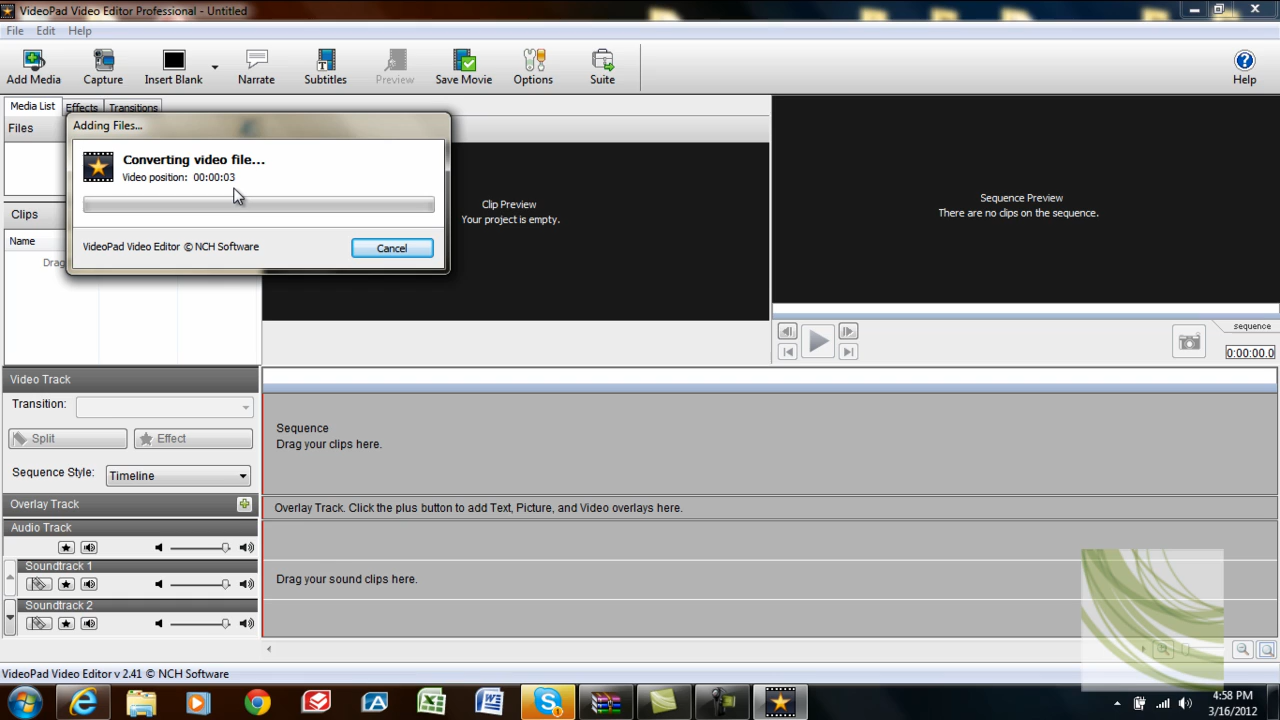 VideoPad Video Editor Professional - Untitled
File Edit Help
Add Media Capture Insert Blank Narrate Subtitles Preview Save Movie Options Suite Help
Media List Effects Transitions
Files
Adding Files...
Converting video file...
Video position: 00:00:03
VideoPad Video Editor © NCH Software
Cancel
Clips
Name
Drag
Clip Preview
Your project is empty.
Sequence Preview
There are no clips on the sequence.
sequence
0:00:00.0
Video Track
Transition:
Split Effect
Sequence Style: Timeline
Sequence
Drag your clips here.
Overlay Track
Overlay Track. Click the plus button to add Text, Picture, and Video overlays here.
Audio Track
Soundtrack 1
Drag your sound clips here.
Soundtrack 2
VideoPad Video Editor v 2.41 © NCH Software
4:58 PM
3/16/2012